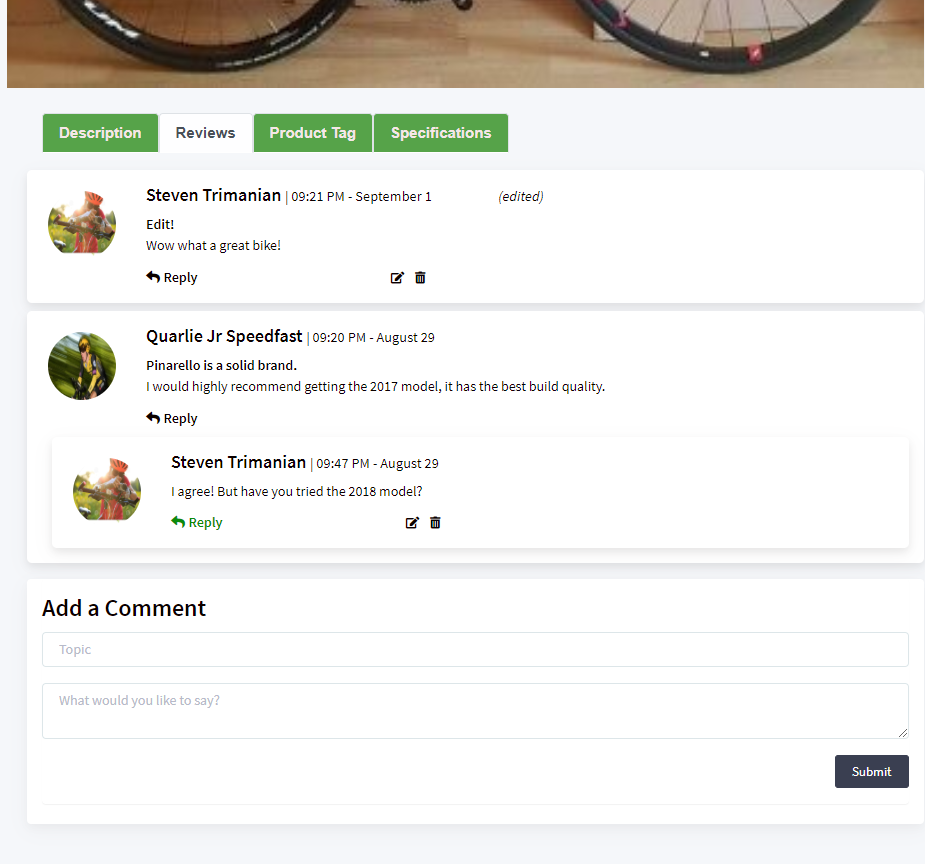 Description Reviews Product Tag Specifications
Steven Trimanian | 09:21 PM - September 1 (edited)
Edit!
Wow what a great bike!
Reply
Quarlie Jr Speedfast | 09:20 PM - August 29
Pinarello is a solid brand.
I would highly recommend getting the 2017 model, it has the best build quality.
Reply
Steven Trimanian | 09:47 PM - August 29
I agree! But have you tried the 2018 model?
Reply
Add a Comment
Topic
What would you like to say?
Submit